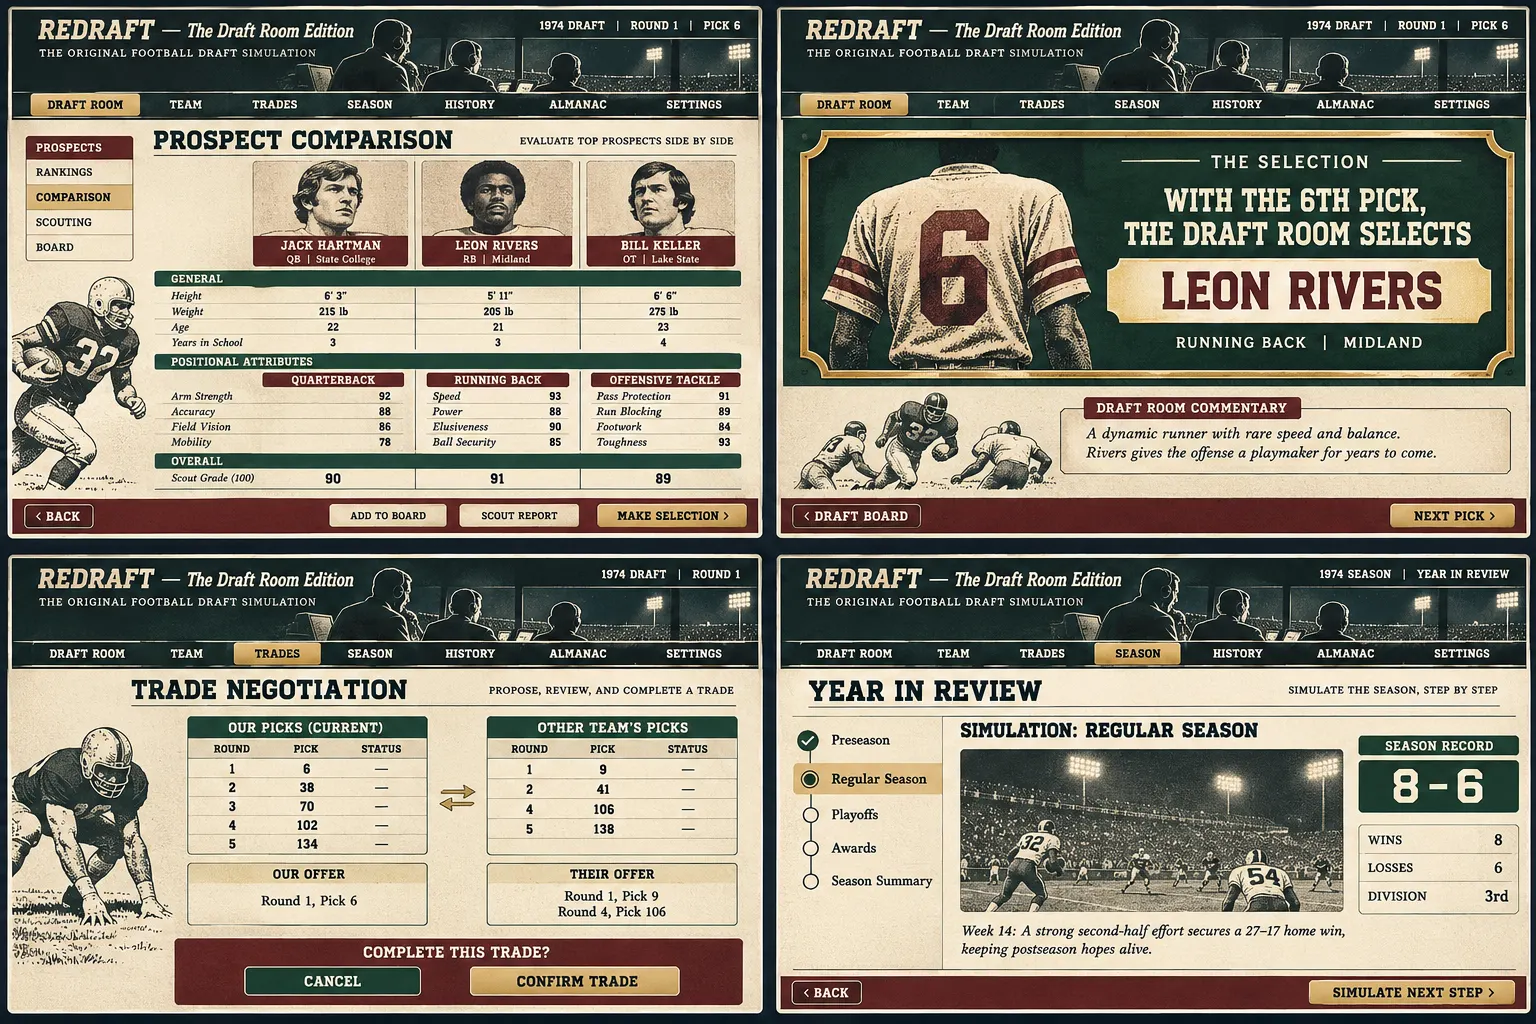 REDRAFT — The Draft Room Edition
1974 DRAFT | ROUND 1 | PICK 6
THE ORIGINAL FOOTBALL DRAFT SIMULATION
DRAFT ROOM TEAM TRADES SEASON HISTORY ALMANAC SETTINGS
PROSPECTS
RANKINGS
COMPARISON
SCOUTING
BOARD
PROSPECT COMPARISON
EVALUATE TOP PROSPECTS SIDE BY SIDE
JACK HARTMAN
QB | State College
LEON RIVERS
RB | Midland
BILL KELLER
OT | Lake State
GENERAL
Height 6' 3" 5' 11" 6' 6"
Weight 215 lb 205 lb 275 lb
Age 22 21 23
Years in School 3 3 4
POSITIONAL ATTRIBUTES
QUARTERBACK RUNNING BACK OFFENSIVE TACKLE
Arm Strength 92 Speed 93 Pass Protection 91
Accuracy 88 Power 88 Run Blocking 89
Field Vision 86 Elusiveness 90 Footwork 84
Mobility 78 Ball Security 85 Toughness 93
OVERALL
Scout Grade (100) 90 91 89
32
< BACK
ADD TO BOARD
SCOUT REPORT
MAKE SELECTION >
REDRAFT — The Draft Room Edition
1974 DRAFT | ROUND 1 | PICK 6
THE ORIGINAL FOOTBALL DRAFT SIMULATION
DRAFT ROOM TEAM TRADES SEASON HISTORY ALMANAC SETTINGS
6
THE SELECTION
WITH THE 6TH PICK,
THE DRAFT ROOM SELECTS
LEON RIVERS
RUNNING BACK | MIDLAND
32
DRAFT ROOM COMMENTARY
A dynamic runner with rare speed and balance.
Rivers gives the offense a playmaker for years to come.
< DRAFT BOARD
NEXT PICK >
REDRAFT — The Draft Room Edition
1974 DRAFT | ROUND 1
THE ORIGINAL FOOTBALL DRAFT SIMULATION
DRAFT ROOM TEAM TRADES SEASON HISTORY ALMANAC SETTINGS
TRADE NEGOTIATION
PROPOSE, REVIEW, AND COMPLETE A TRADE
OUR PICKS (CURRENT)
ROUND PICK STATUS
1 6 —
2 38 —
3 70 —
4 102 —
5 134 —
OTHER TEAM'S PICKS
ROUND PICK STATUS
1 9 —
2 41 —
4 106 —
5 138 —
OUR OFFER
Round 1, Pick 6
THEIR OFFER
Round 1, Pick 9
Round 4, Pick 106
COMPLETE THIS TRADE?
CANCEL
CONFIRM TRADE
REDRAFT — The Draft Room Edition
1974 SEASON | YEAR IN REVIEW
THE ORIGINAL FOOTBALL DRAFT SIMULATION
DRAFT ROOM TEAM TRADES SEASON HISTORY ALMANAC SETTINGS
YEAR IN REVIEW
SIMULATE THE SEASON, STEP BY STEP
Preseason
Regular Season
Playoffs
Awards
Season Summary
SIMULATION: REGULAR SEASON
32
54
Week 14: A strong second-half effort secures a 27–17 home win,
keeping postseason hopes alive.
SEASON RECORD
8-6
WINS 8
LOSSES 6
DIVISION 3rd
< BACK
SIMULATE NEXT STEP >